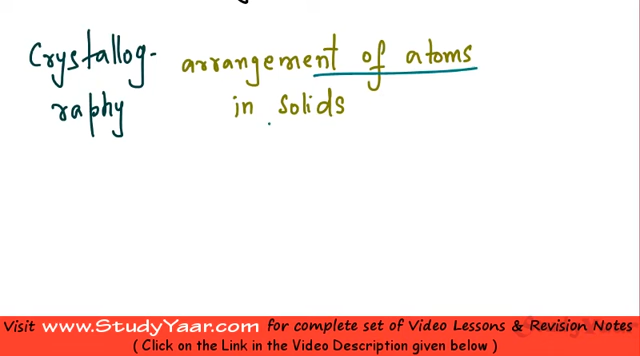 Crystallog-
raphy
arrangement of atoms
in solids
Visit www.StudyYaar.com for complete set of Video Lessons & Revision Notes
( Click on the Link in the Video Description given below )